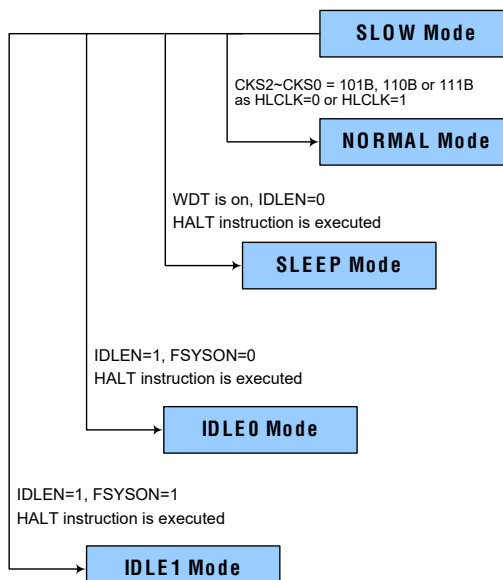 SLOW Mode
CKS2~CKS0 = 101B, 110B or 111B
as HLCLK=0 or HLCLK=1
NORMAL Mode
WDT is on, IDLEN=0
HALT instruction is executed
SLEEP Mode
IDLEN=1, FSYSON=0
HALT instruction is executed
IDLE0 Mode
IDLEN=1, FSYSON=1
HALT instruction is executed
IDLE1 Mode